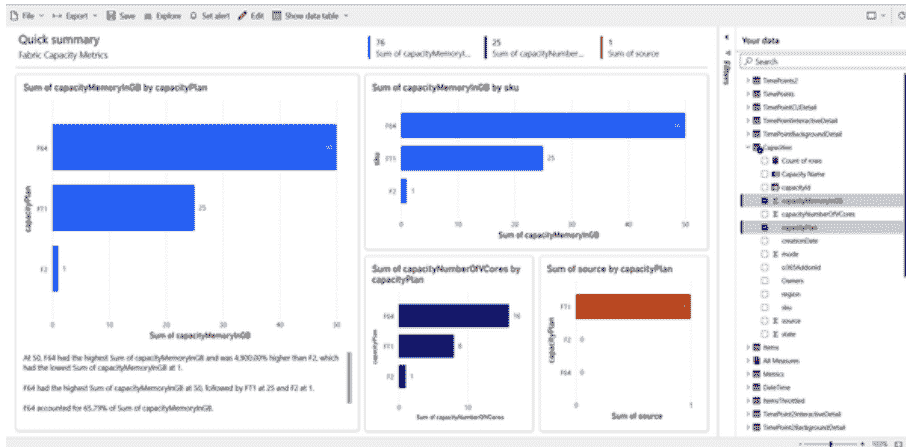 File Export Save Explore Set alert Edit Show data table
Quick summary
Fabric Capacity Metrics
76
Sum of capacityMemoryI...
25
Sum of capacityNumber...
1
Sum of source
Sum of capacityMemoryInGB by capacityPlan
capacityPlan
F64
50
FT1
25
F2
1
0 10 20 30 40 50
Sum of capacityMemoryInGB
At 50, F64 had the highest Sum of capacityMemoryInGB and was 4,900.00% higher than F2, which
had the lowest Sum of capacityMemoryInGB at 1.
F64 had the highest Sum of capacityMemoryInGB at 50, followed by FT1 at 25 and F2 at 1.
F64 accounted for 65.79% of Sum of capacityMemoryInGB.
Sum of capacityMemoryInGB by sku
sku
F64
50
FT1
25
F2
1
0 10 20 30 40 50
Sum of capacityMemoryInGB
Sum of capacityNumberOfVCores by
capacityPlan
capacityPlan
F64
16
FT1
8
F2
1
0 10
Sum of capacityNumberOfVCores
Sum of source by capacityPlan
capacityPlan
FT1
1
F2
0
F64
0
0 1
Sum of source
Filters
Your data
Search
TimePoints2
TimePoints
TimePointCUDetail
TimePointInteractiveDetail
TimePointBackgroundDetail
Capacities
Count of rows
Capacity Name
capacityId
capacityMemoryInGB
capacityNumberOfVCores
capacityPlan
creationDate
mode
o365AddonId
Owners
region
sku
source
state
Items
All Measures
Metrics
DateTime
ItemsThrottled
TimePoint2InteractiveDetail
TimePoint2BackgroundDetail